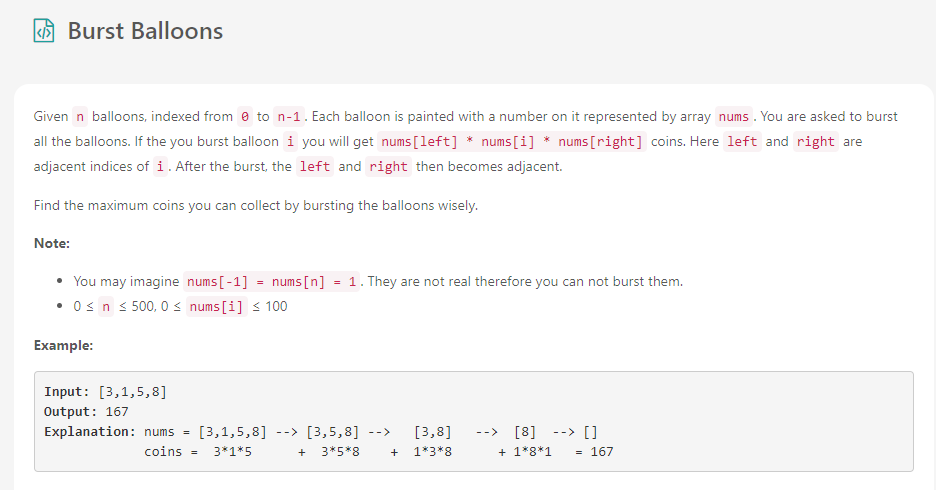 Burst Balloons
Given n balloons, indexed from 0 to n-1. Each balloon is painted with a number on it represented by array nums. You are asked to burst
all the balloons. If the you burst balloon i you will get nums[left] * nums[i] * nums[right] coins. Here left and right are
adjacent indices of i. After the burst, the left and right then becomes adjacent.
Find the maximum coins you can collect by bursting the balloons wisely.
Note:
• You may imagine nums[-1] = nums[n] = 1. They are not real therefore you can not burst them.
• 0 ≤ n ≤ 500, 0 ≤ nums[i] ≤ 100
Example:
Input: [3,1,5,8]
Output: 167
Explanation: nums = [3,1,5,8] --> [3,5,8] -->   [3,8]   -->  [8]  --> []
coins =  3*1*5      +  3*5*8    +  1*3*8      + 1*8*1   = 167